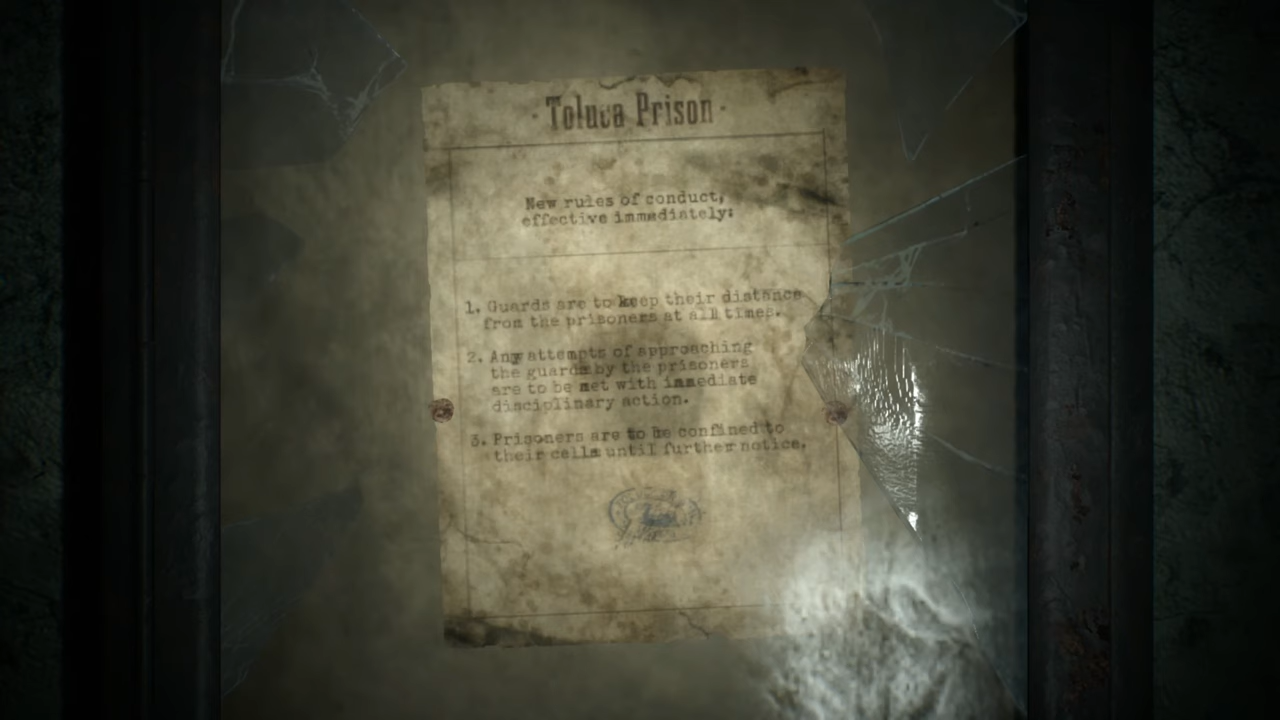 · Toluca Prison ·
New rules of conduct,
effective immediately:
1. Guards are to keep their distance
from the prisoners at all times.
2. Any attempts of approaching
the guards by the prisoners
are to be met with immediate
disciplinary action.
3. Prisoners are to be confined to
their cells until further notice.